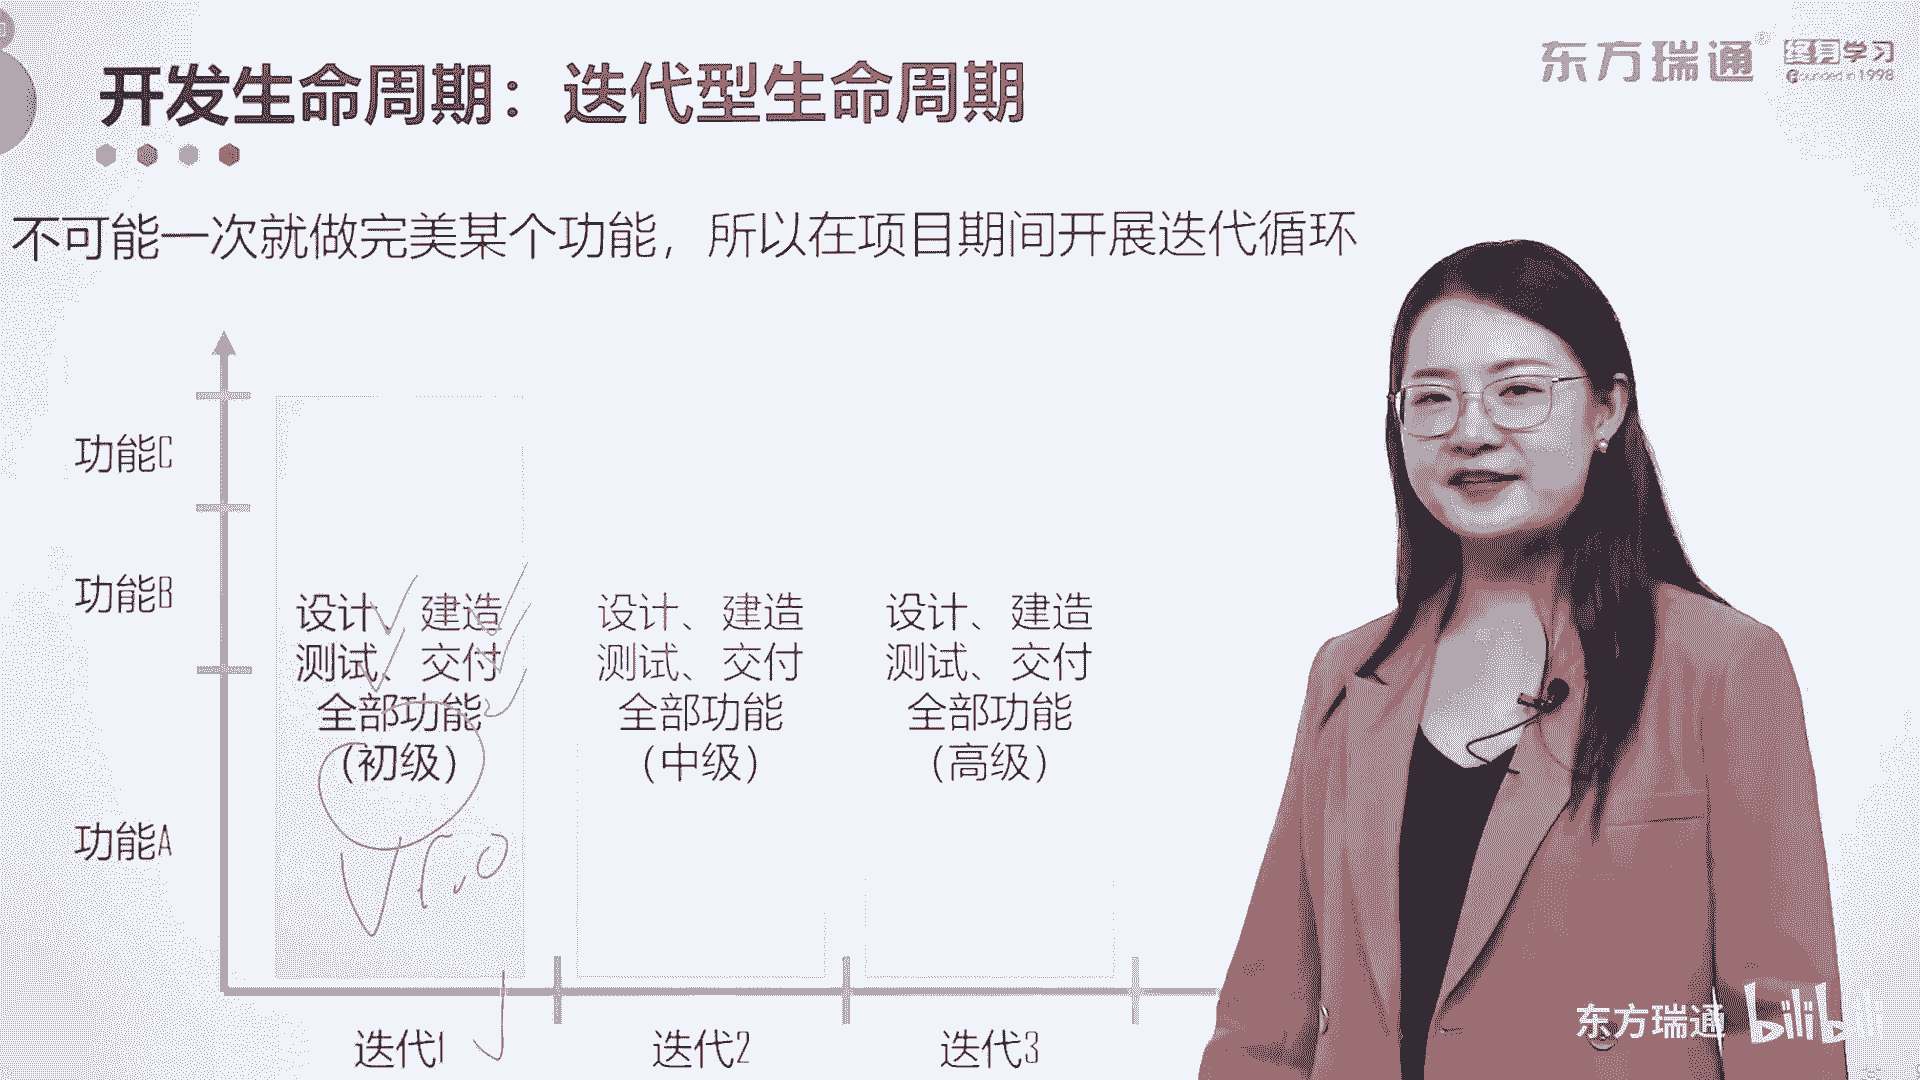 开发生命周期：迭代型生命周期
东方瑞通®
终身学习
Founded in 1998
不可能一次就做完美某个功能，所以在项目期间开展迭代循环
功能C
功能B
功能A
设计、建造
测试、交付
全部功能
（初级）
V1.0
设计、建造
测试、交付
全部功能
（中级）
设计、建造
测试、交付
全部功能
（高级）
迭代1
迭代2
迭代3
东方瑞通
bilibili